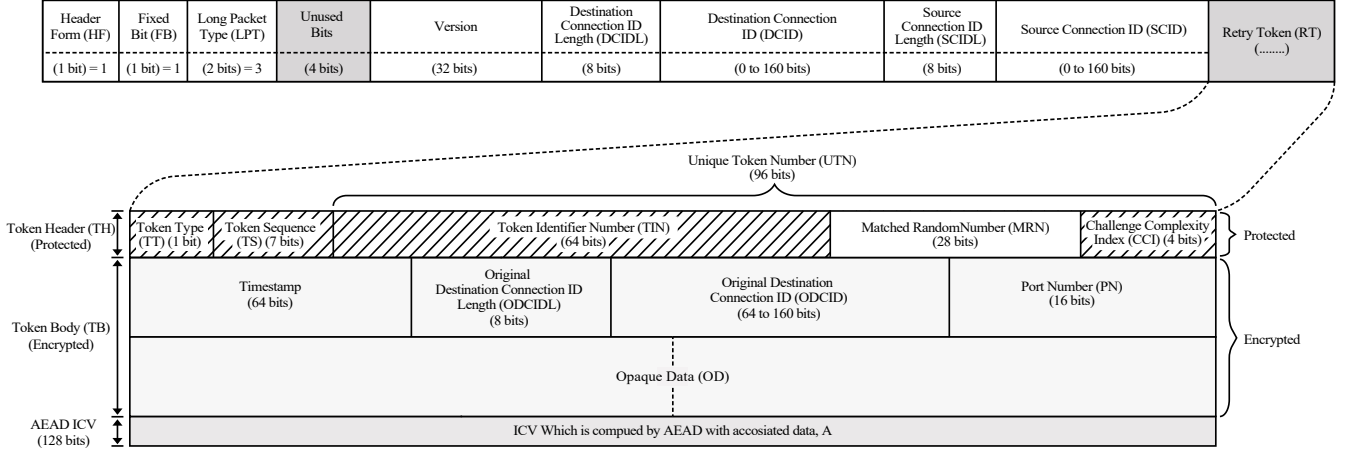 Header
Form (HF)
(1 bit) = 1
Fixed
Bit (FB)
(1 bit) = 1
Long Packet
Type (LPT)
(2 bits) = 3
Unused
Bits
(4 bits)
Version
(32 bits)
Destination
Connection ID
Length (DCIDL)
(8 bits)
Destination Connection
ID (DCID)
(0 to 160 bits)
Source
Connection ID
Length (SCIDL)
(8 bits)
Source Connection ID (SCID)
(0 to 160 bits)
Retry Token (RT)
(........)
Unique Token Number (UTN)
(96 bits)
Token Header (TH)
(Protected)
Token Type
(TT) (1 bit)
Token Sequence
(TS) (7 bits)
Token Identifier Number (TIN)
(64 bits)
Matched RandomNumber (MRN)
(28 bits)
Challenge Complexity
Index (CCI) (4 bits)
Protected
Token Body (TB)
(Encrypted)
Timestamp
(64 bits)
Original
Destination Connection ID
Length (ODCIDL)
(8 bits)
Original Destination
Connection ID (ODCID)
(64 to 160 bits)
Port Number (PN)
(16 bits)
Encrypted
Opaque Data (OD)
AEAD ICV
(128 bits)
ICV Which is compued by AEAD with accosiated data, A